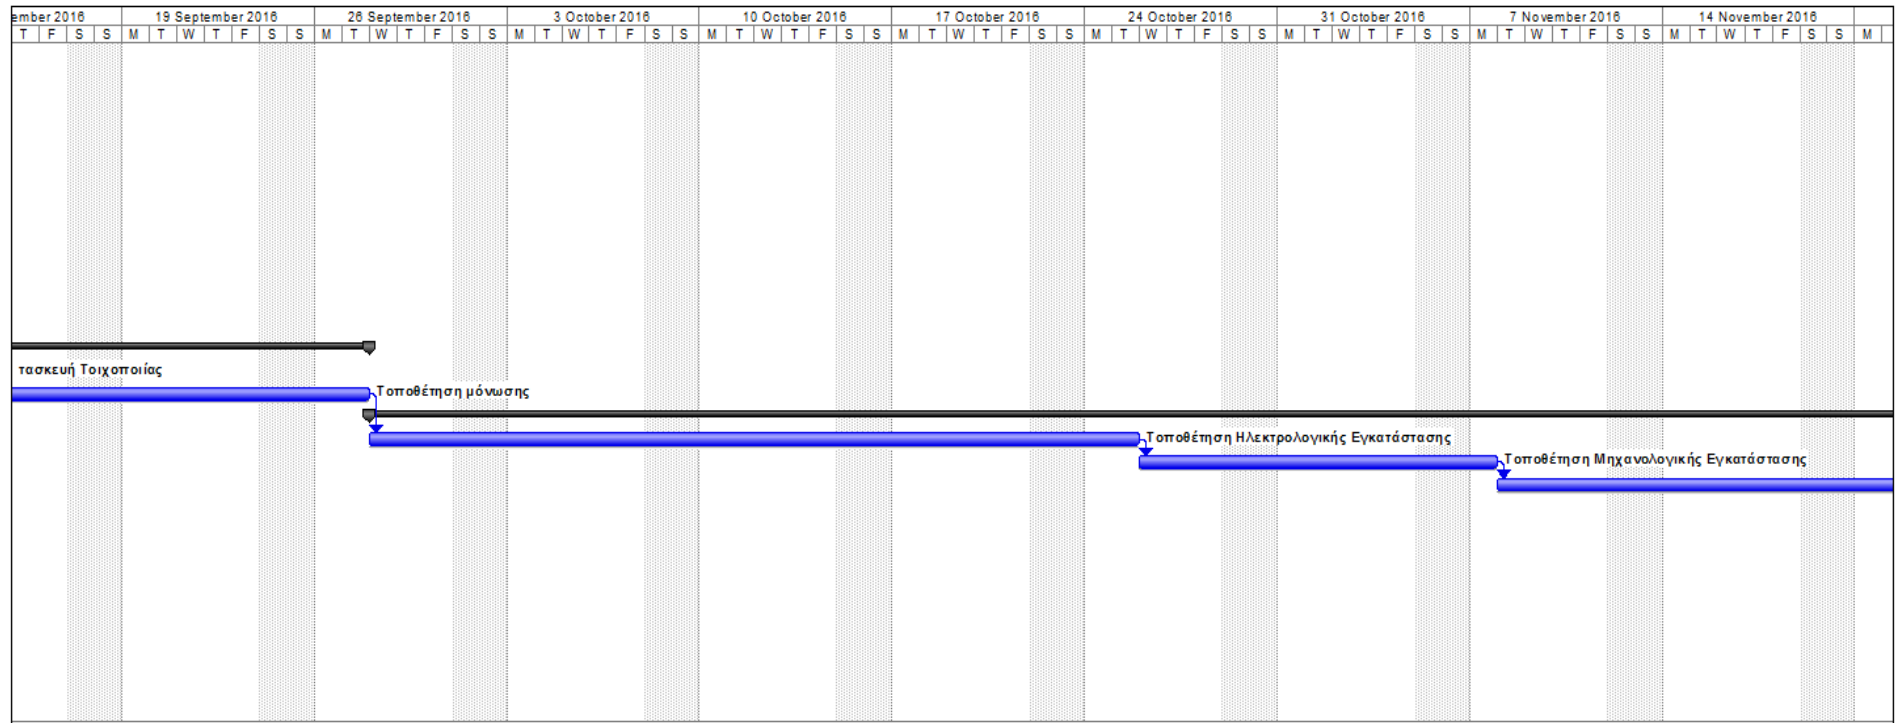 ember 2016 19 September 2016 26 September 2016 3 October 2016 10 October 2016 17 October 2016 24 October 2016 31 October 2016 7 November 2016 14 November 2016
T F S S M T W T F S S M T W T F S S M T W T F S S M T W T F S S M T W T F S S M T W T F S S M T W T F S S M T W T F S S M T W T F S S M
τασκευή Τοιχοποιίας
Τοποθέτηση μόνωσης
Τοποθέτηση Ηλεκτρολογικής Εγκατάστασης
Τοποθέτηση Μηχανολογικής Εγκατάστασης